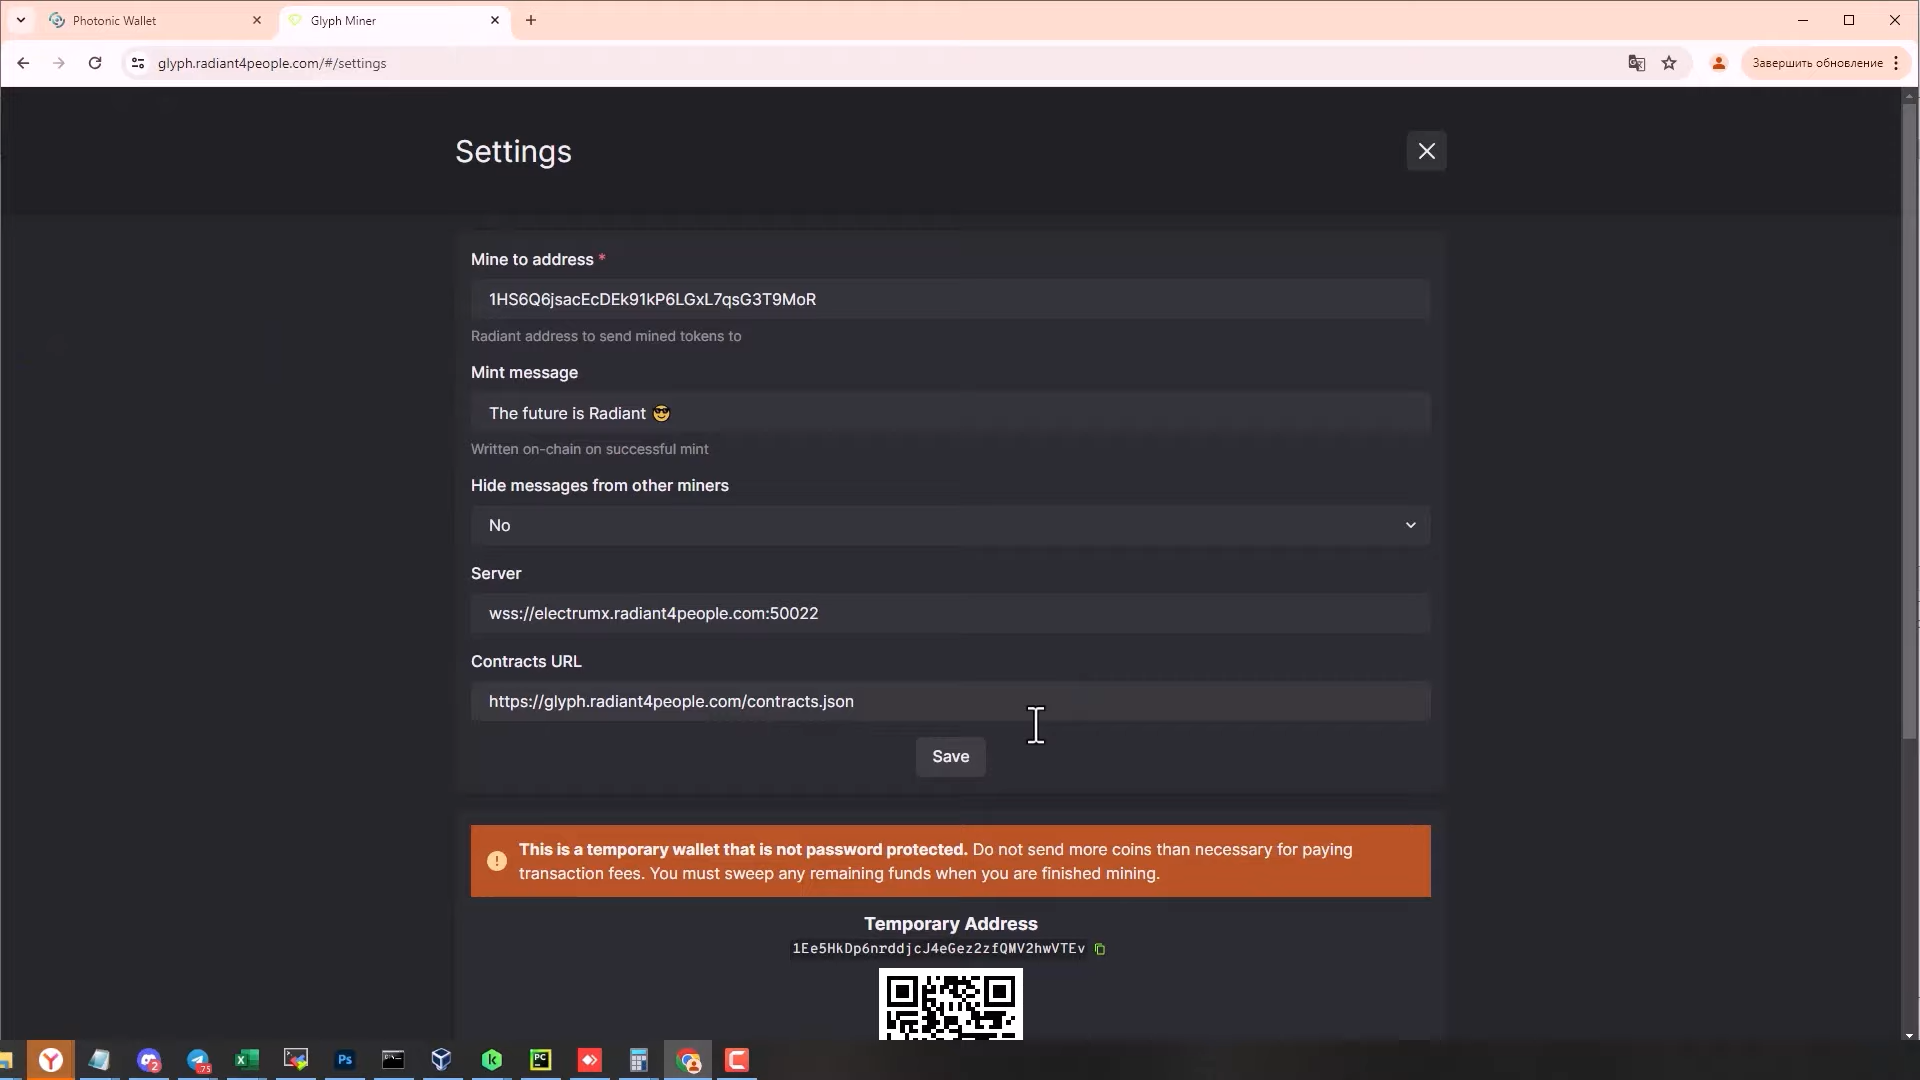 Photonic Wallet
Glyph Miner
glyph.radiant4people.com/#/settings
Завершить обновление
Settings
Mine to address *
1HS6Q6jsacEcDEk91kP6LGxL7qsG3T9MoR
Radiant address to send mined tokens to
Mint message
The future is Radiant 😎
Written on-chain on successful mint
Hide messages from other miners
No
Server
wss://electrumx.radiant4people.com:50022
Contracts URL
https://glyph.radiant4people.com/contracts.json
Save
This is a temporary wallet that is not password protected. Do not send more coins than necessary for paying
transaction fees. You must sweep any remaining funds when you are finished mining.
Temporary Address
1Ee5HkDp6nrddjcJ4eGez2zfQMV2hwVTEv
Y
2
75
Ps
k
PC
C